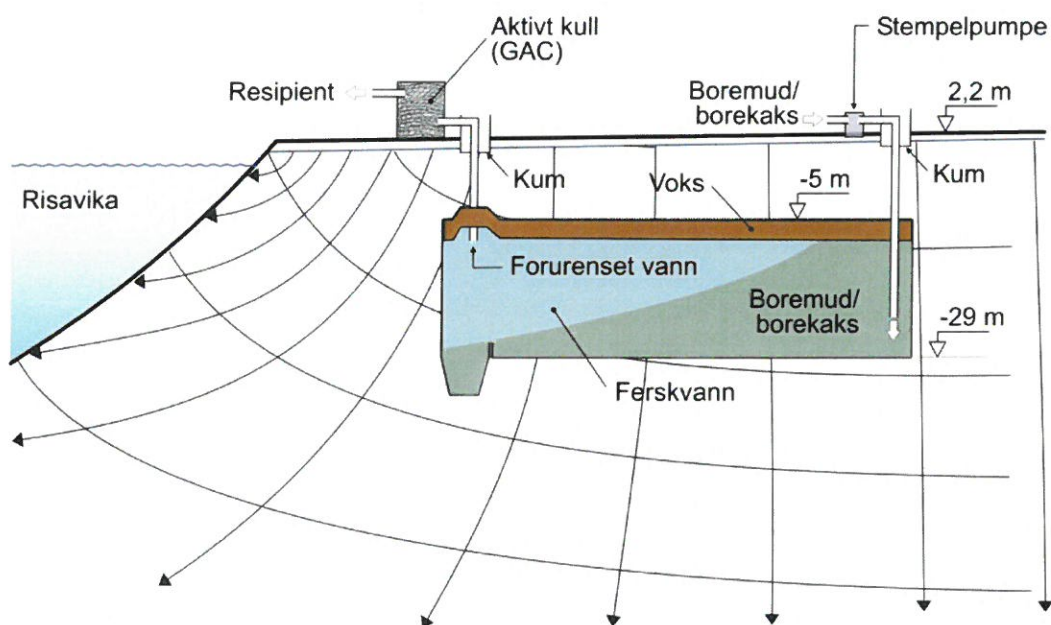 Aktivt kull
(GAC)
Stempelpumpe
Resipient
Boremud/
borekaks
2,2 m
Kum
Kum
Risavika
Voks
-5 m
Forurenset vann
Boremud/
borekaks
-29 m
Ferskvann